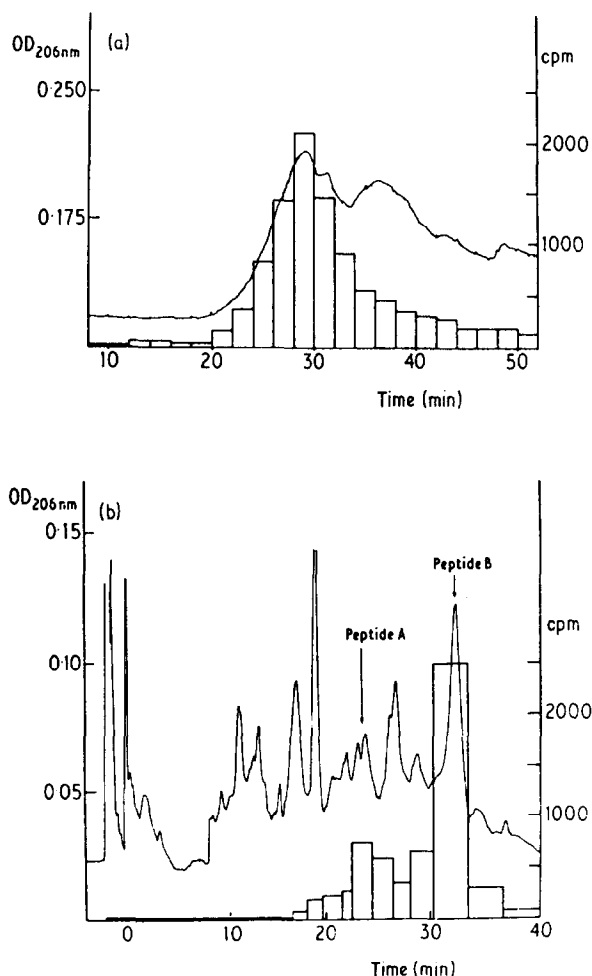 OD206nm (a) cpm
0·250
2000
0·175
1000
10 20 30 40 50
Time (min)
OD206nm (b)
0·15
Peptide B
Peptide A cpm
0·10
2000
0·05
1000
0
0 10 20 30 40
Time (min)